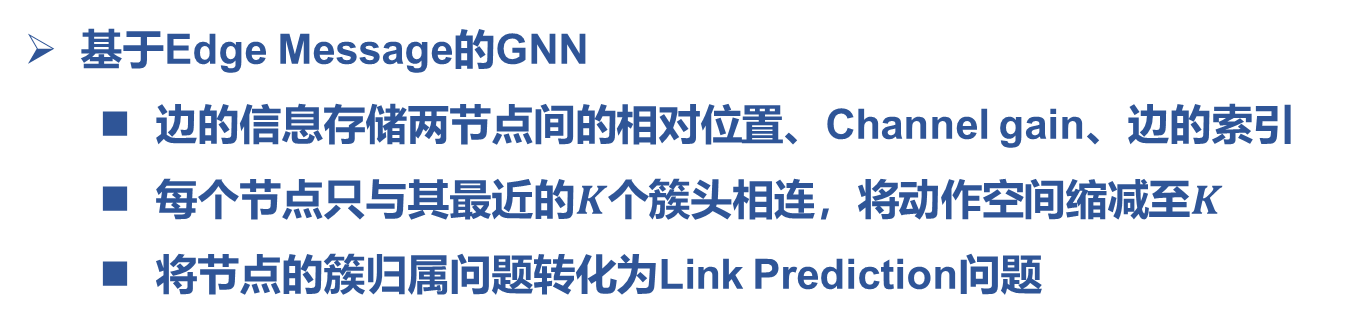 ➢ 基于Edge Message的GNN
■ 边的信息存储两节点间的相对位置、Channel gain、边的索引
■ 每个节点只与其最近的K个簇头相连，将动作空间缩减至K
■ 将节点的簇归属问题转化为Link Prediction问题